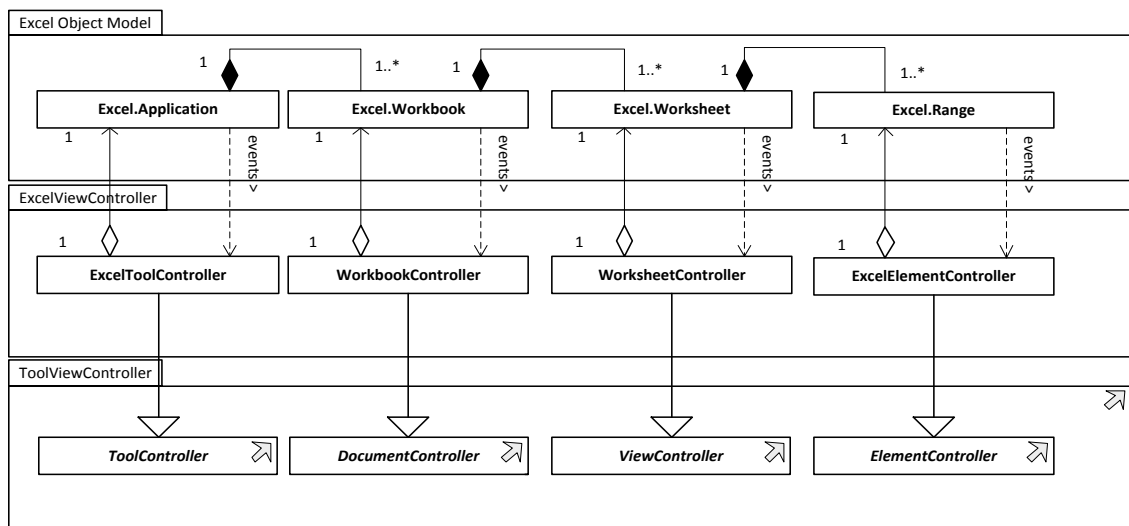 Excel Object Model
1
1..*
1
1..*
1
1..*
Excel.Application
Excel.Workbook
Excel.Worksheet
Excel.Range
1
events >
1
events >
1
events >
1
events >
ExcelViewController
1
1
1
1
ExcelToolController
WorkbookController
WorksheetController
ExcelElementController
ToolViewController
ToolController
DocumentController
ViewController
ElementController